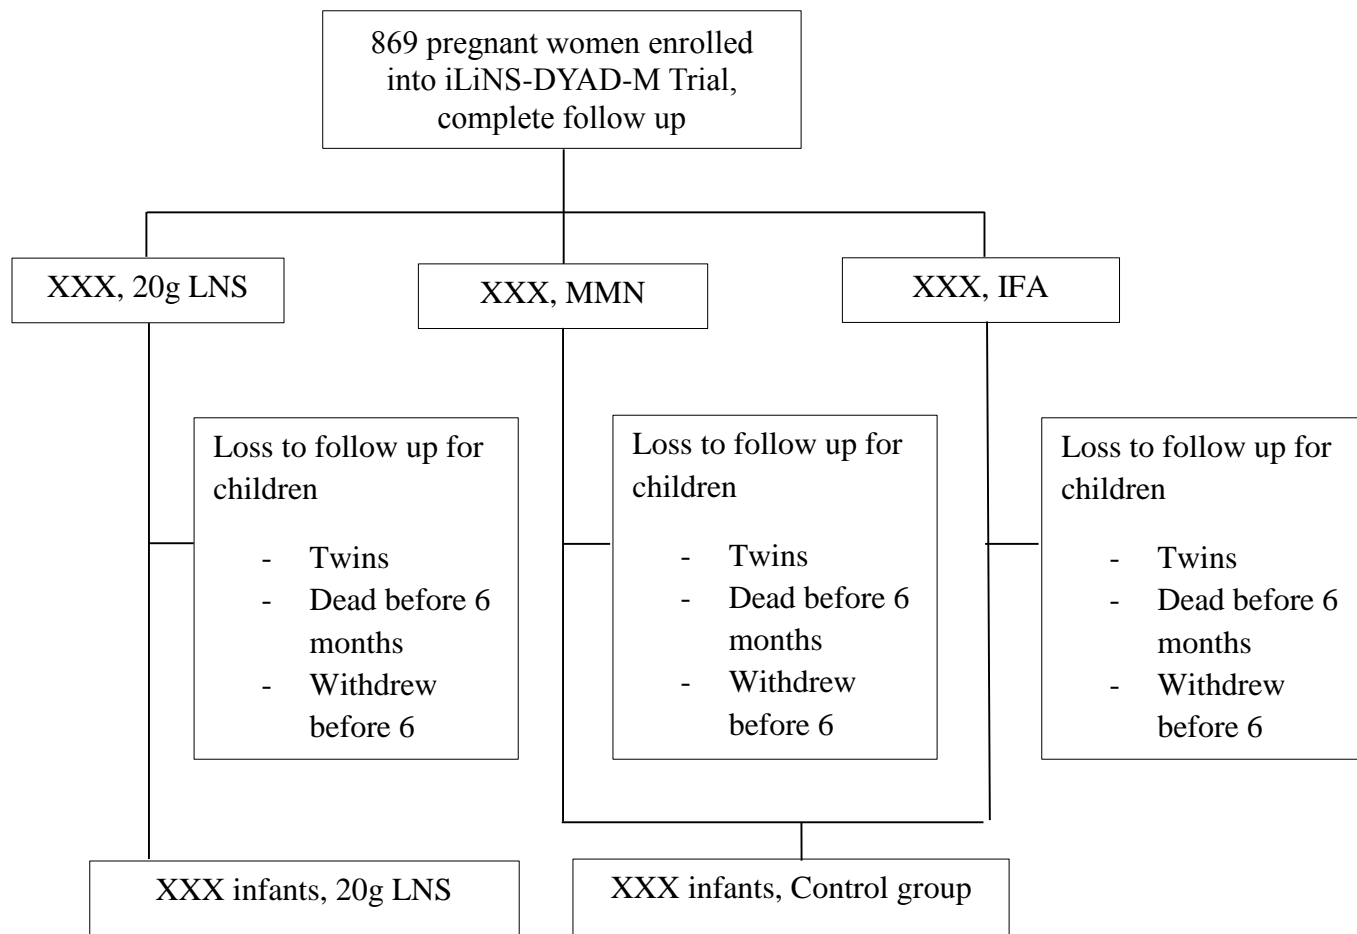 869 pregnant women enrolled
into iLiNS-DYAD-M Trial,
complete follow up
XXX, 20g LNS
XXX, MMN
XXX, IFA
Loss to follow up for
children
- Twins
- Dead before 6
months
- Withdrew
before 6
Loss to follow up for
children
- Twins
- Dead before 6
months
- Withdrew
before 6
Loss to follow up for
children
- Twins
- Dead before 6
months
- Withdrew
before 6
XXX infants, 20g LNS
XXX infants, Control group